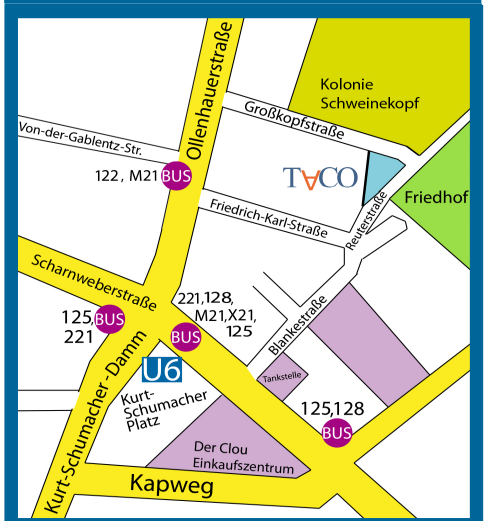 Ollenhauerstraße
Kolonie
Schweinekopf
Großkopfstraße
Von-der-Gablentz-Str.
122, M21 BUS
TACO
Friedhof
Friedrich-Karl-Straße
Reuterstraße
Scharnweberstraße
125,
221
BUS
221,128,
M21,X21,
125
BUS
Blankestraße
U6
Kurt-
Schumacher
Platz
Kurt-Schumacher-Damm
Tankstelle
125,128
BUS
Der Clou
Einkaufszentrum
Kapweg